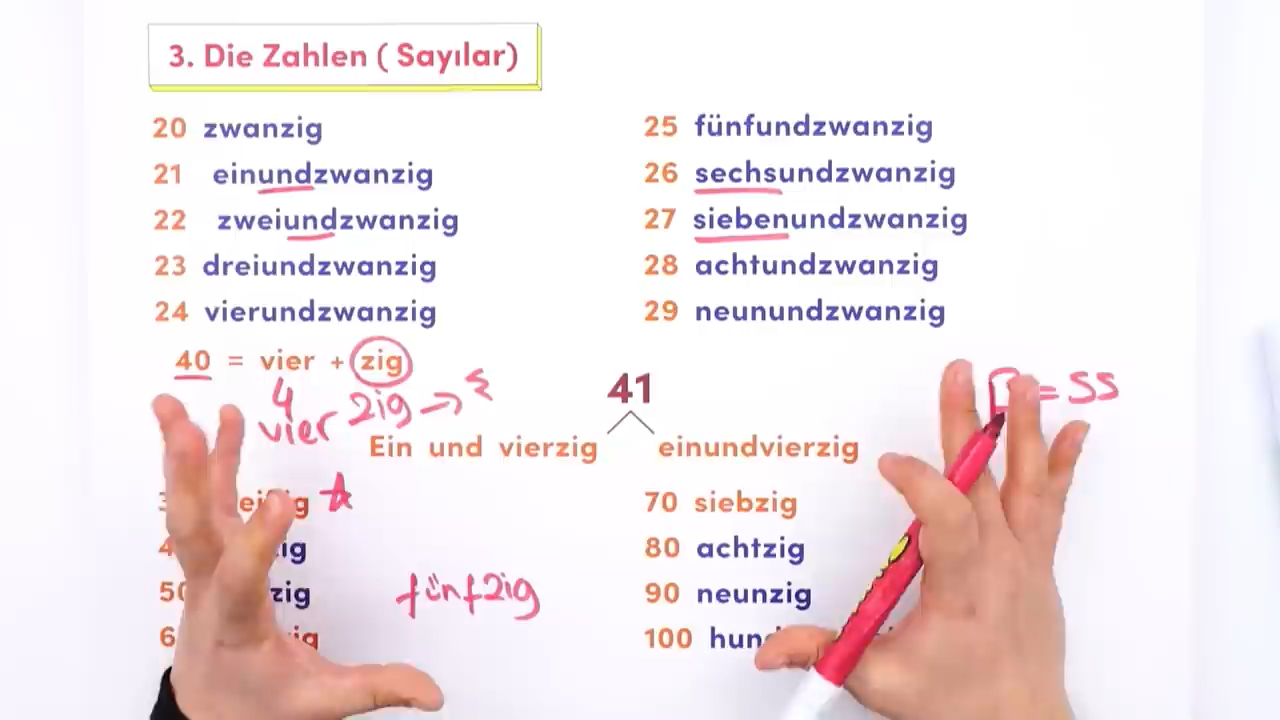 3. Die Zahlen ( Sayılar)
20 zwanzig
21 einundzwanzig
22 zweiundzwanzig
23 dreiundzwanzig
24 vierundzwanzig
25 fünfundzwanzig
26 sechsundzwanzig
27 siebenundzwanzig
28 achtundzwanzig
29 neunundzwanzig
40 = vier + zig
4
vier zig →
41
Ein und vierzig
einundvierzig
= SS
fünfzig
70 siebzig
80 achtzig
90 neunzig
100